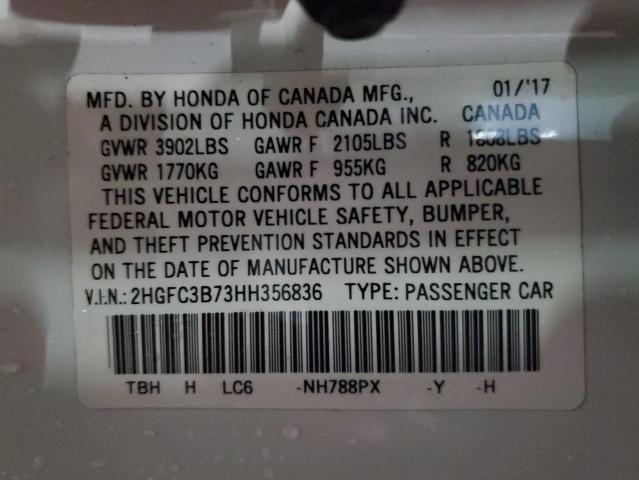 MFD. BY HONDA OF CANADA MFG., 01/'17
A DIVISION OF HONDA CANADA INC. CANADA
GVWR 3902LBS GAWR F 2105LBS R 1808LBS
GVWR 1770KG GAWR F 955KG R 820KG
THIS VEHICLE CONFORMS TO ALL APPLICABLE
FEDERAL MOTOR VEHICLE SAFETY, BUMPER,
AND THEFT PREVENTION STANDARDS IN EFFECT
ON THE DATE OF MANUFACTURE SHOWN ABOVE.
V.I.N.: 2HGFC3B73HH356836 TYPE: PASSENGER CAR
TBH H LC6 -NH788PX -Y -H